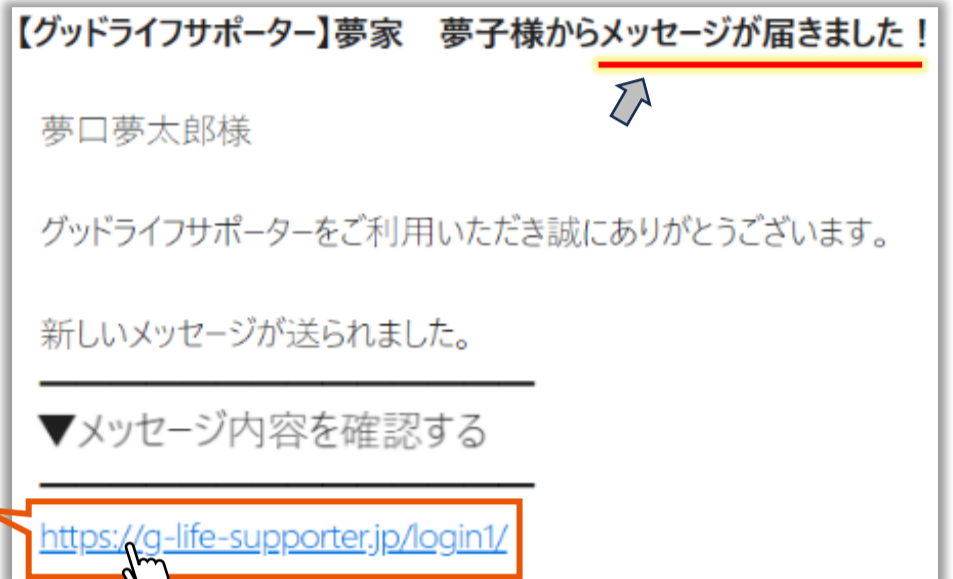 【グッドライフサポーター】夢家　夢子様からメッセージが届きました！
夢口夢太郎様
グッドライフサポーターをご利用いただき誠にありがとうございます。
新しいメッセージが送られました。
▼メッセージ内容を確認する
https://g-life-supporter.jp/login1/